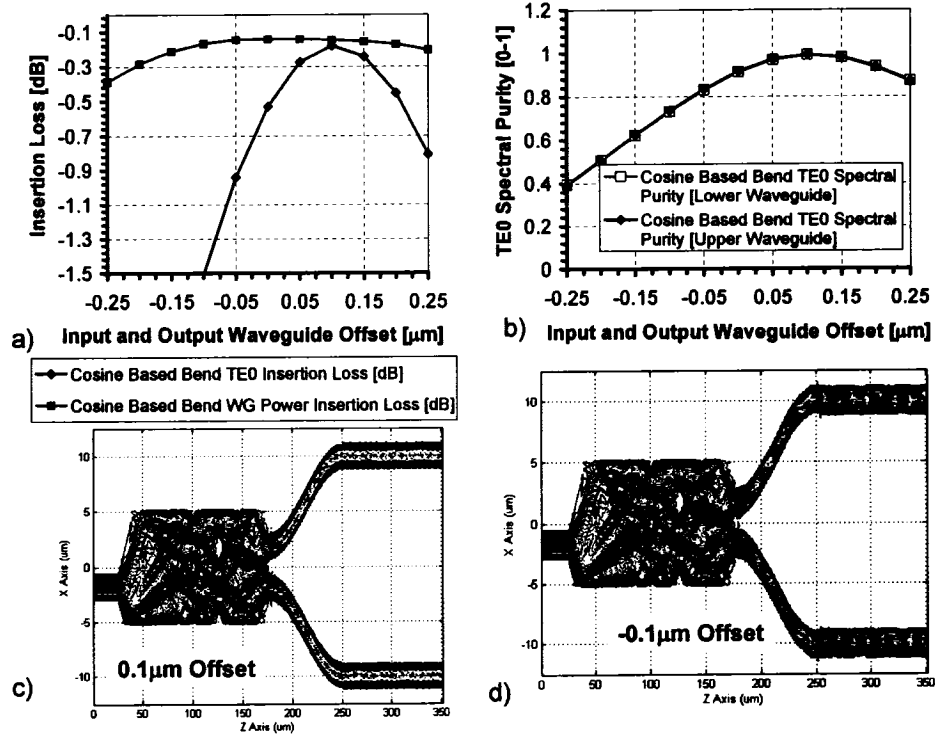 -0.1
-0.3
-0.5
-0.7
-0.9
-1.1
-1.3
-1.5
Insertion Loss [dB]
-0.25 -0.15 -0.05 0.05 0.15 0.25
a) Input and Output Waveguide Offset [μm]
1.2
1
0.8
0.6
0.4
0.2
0
TE0 Spectral Purity [0-1]
Cosine Based Bend TE0 Spectral
Purity [Lower Waveguide]
Cosine Based Bend TE0 Spectral
Purity [Upper Waveguide]
-0.25 -0.15 -0.05 0.05 0.15 0.25
b) Input and Output Waveguide Offset [μm]
Cosine Based Bend TE0 Insertion Loss [dB]
Cosine Based Bend WG Power Insertion Loss [dB]
10
5
0
-5
-10
X Axis (um)
0.1μm Offset
0 50 100 150 200 250 300 350
Z Axis (um)
c)
10
5
0
-5
-10
X Axis (um)
-0.1μm Offset
0 50 100 150 200 250 300 350
Z Axis (um)
d)